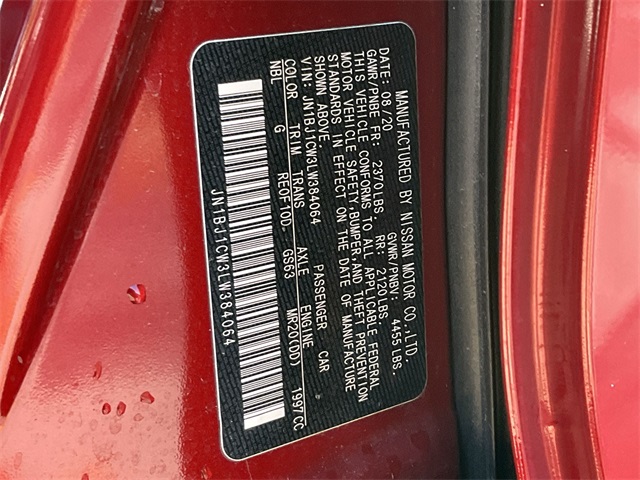 MANUFACTURED BY NISSAN MOTOR CO.,LTD.
DATE: 08/20 GVWR/PNBV: 4455 LBS.
GAWR/PNBE FR: 2370LBS. RR: 2120LBS.
THIS VEHICLE CONFORMS TO ALL APPLICABLE FEDERAL
MOTOR VEHICLE SAFETY,BUMPER,AND THEFT PREVENTION
STANDARDS IN EFFECT ON THE DATE OF MANUFACTURE
SHOWN ABOVE.
VIN: JN1BJ1CW3LW384064 PASSENGER CAR
COLOR TRIM TRANS AXLE ENGINE
NBL G RE0F10D. GS63 MR20(DD) 1997CC
JN1BJ1CW3LW384064